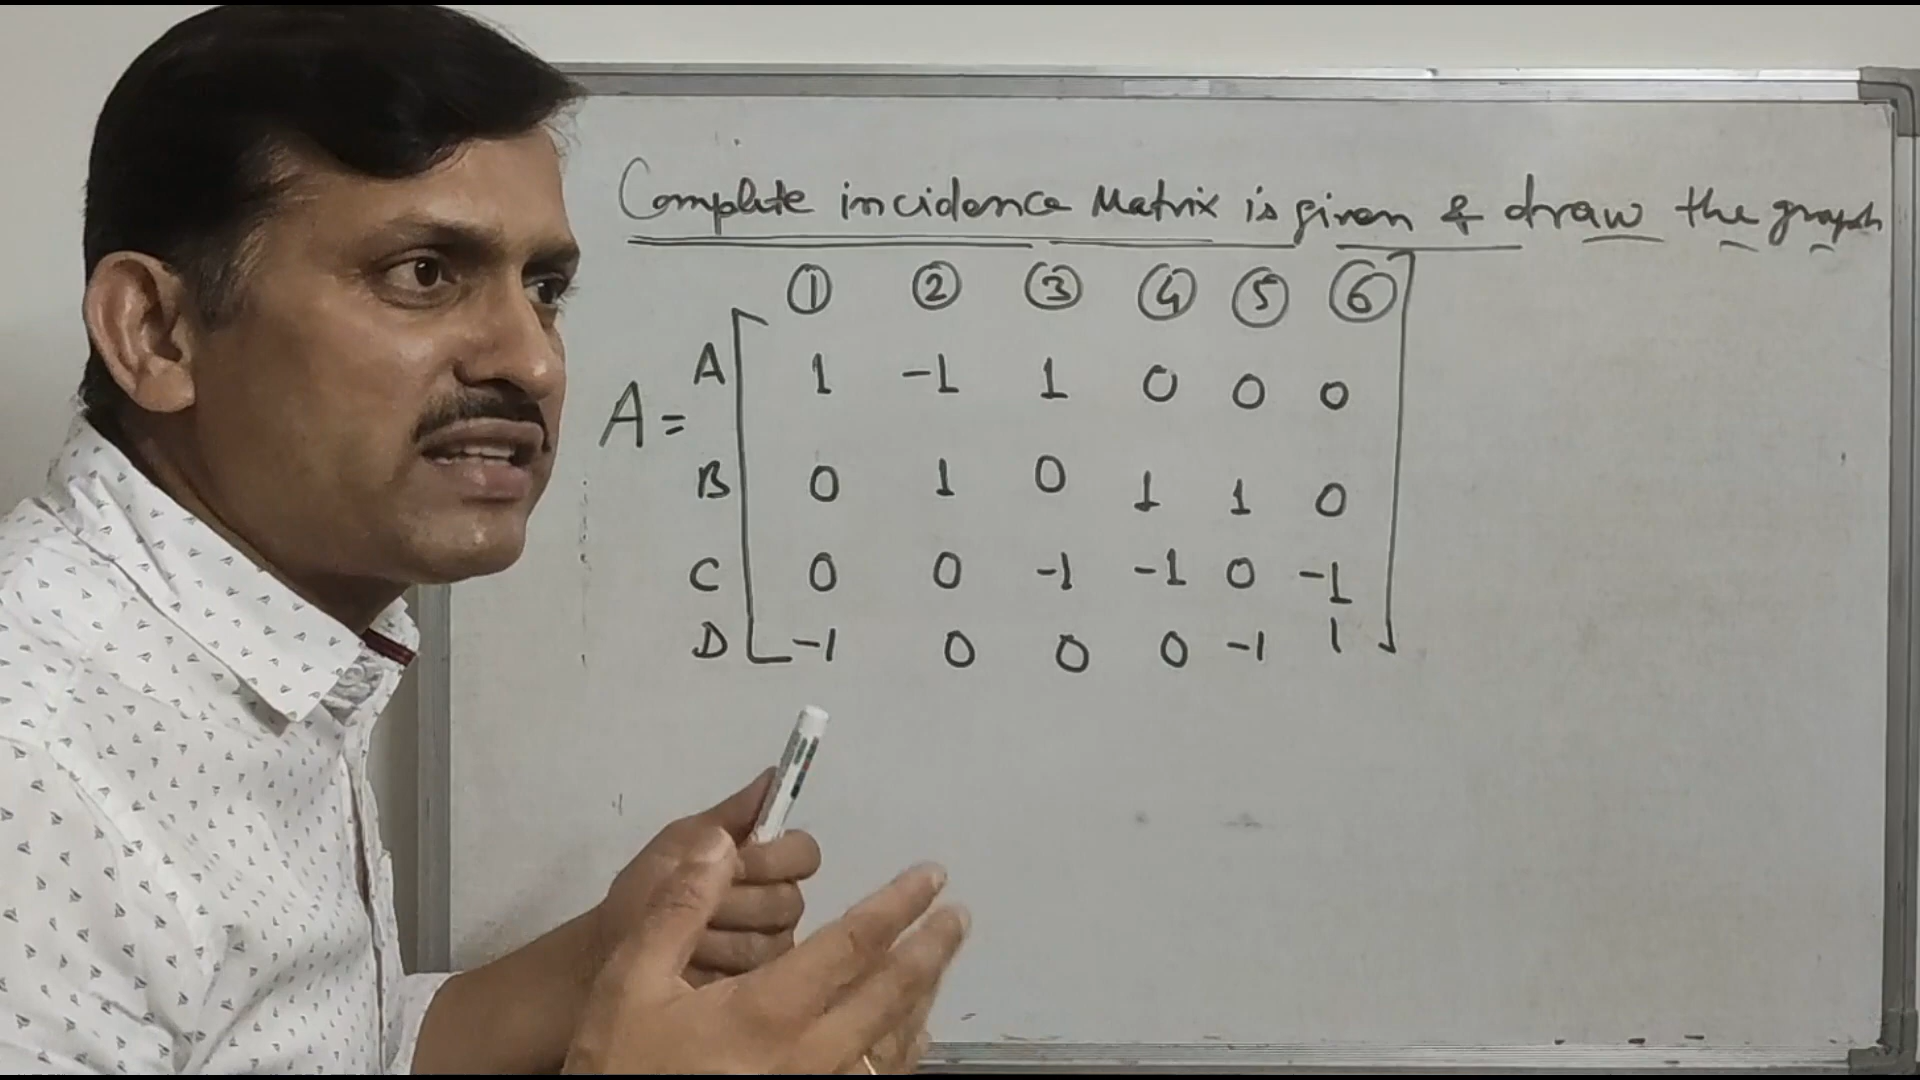 Complete incidence Matrix is given & draw the graph
① ② ③ ④ ⑤ ⑥
A = A 1 -1 1 0 0 0
B 0 1 0 1 1 0
C 0 0 -1 -1 0 -1
D -1 0 0 0 -1 1